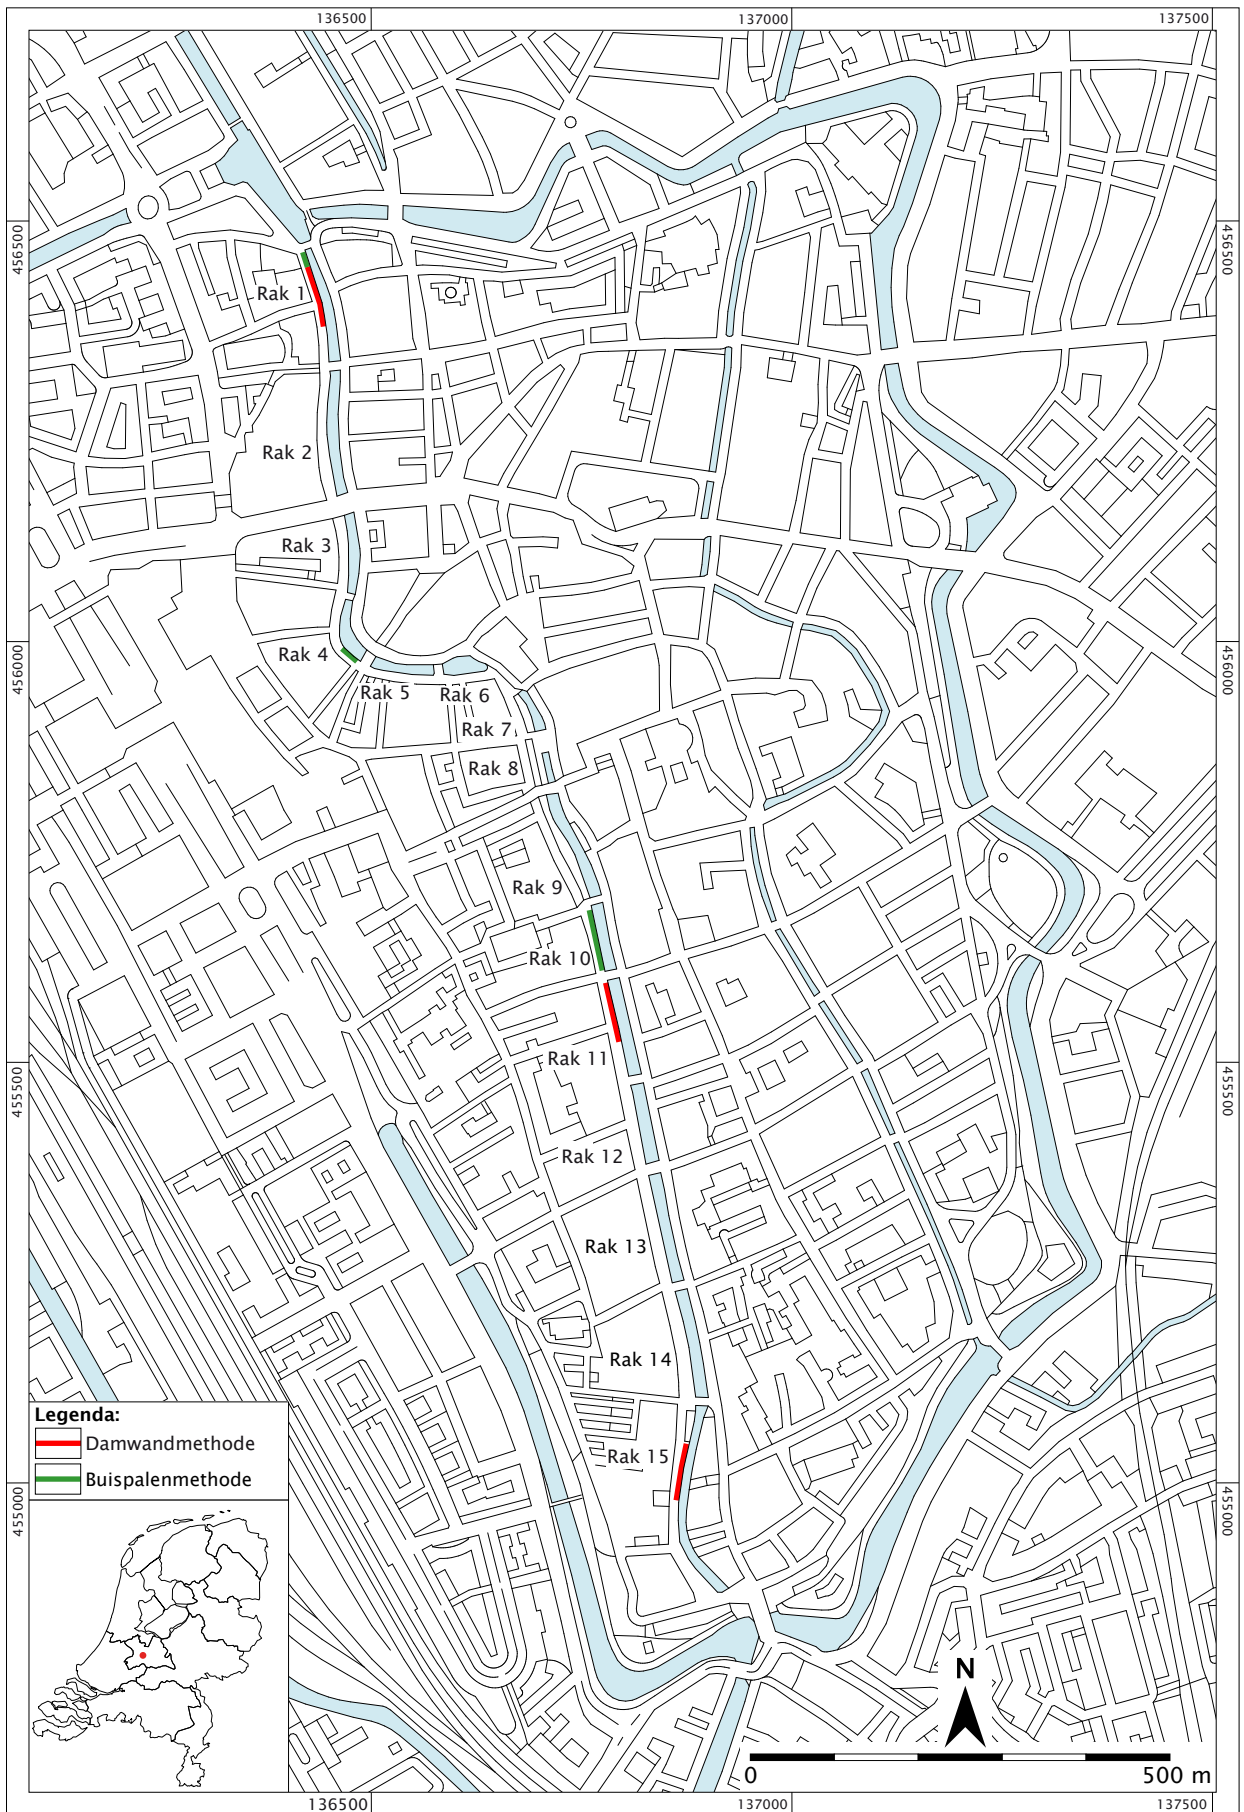 136500
137000
137500
456500
456500
Rak 1
Rak 2
Rak 3
456000
456000
Rak 4
Rak 5
Rak 6
Rak 7
Rak 8
Rak 9
Rak 10
455500
455500
Rak 11
Rak 12
Rak 13
Rak 14
Rak 15
Legenda:
Damwandmethode
Buispalenmethode
455000
455000
N
0
500 m
136500
137000
137500